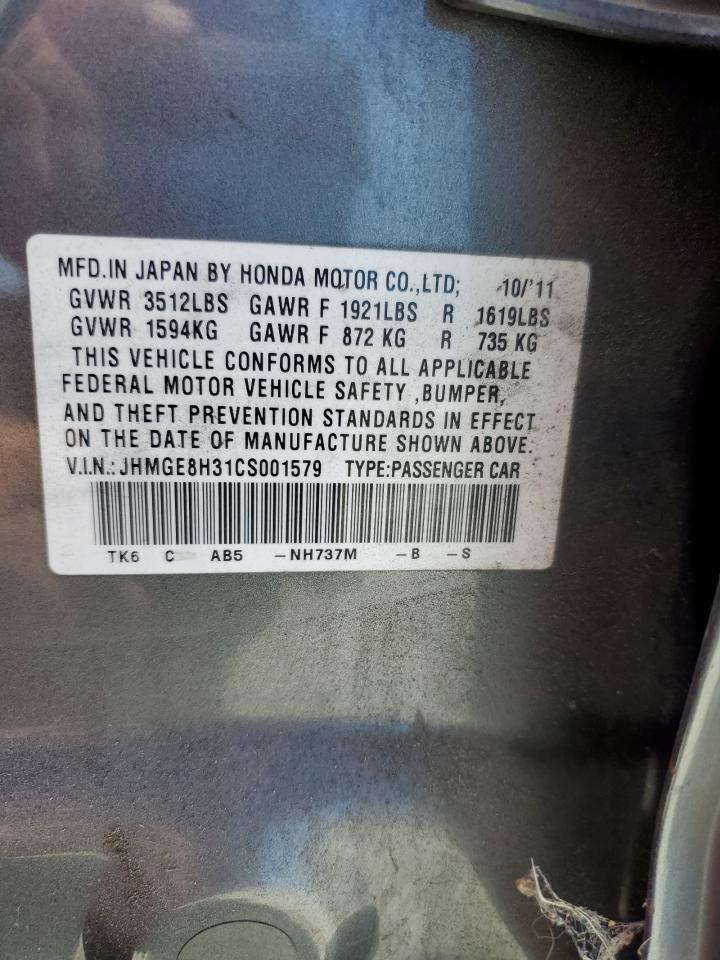 MFD.IN JAPAN BY HONDA MOTOR CO.,LTD; 10/'11
GVWR 3512LBS GAWR F 1921LBS R 1619LBS
GVWR 1594KG GAWR F 872 KG R 735 KG
THIS VEHICLE CONFORMS TO ALL APPLICABLE
FEDERAL MOTOR VEHICLE SAFETY ,BUMPER,
AND THEFT PREVENTION STANDARDS IN EFFECT
ON THE DATE OF MANUFACTURE SHOWN ABOVE.
V.I.N.: JHMGE8H31CS001579 TYPE:PASSENGER CAR
TK6 C AB5 -NH737M -B -S